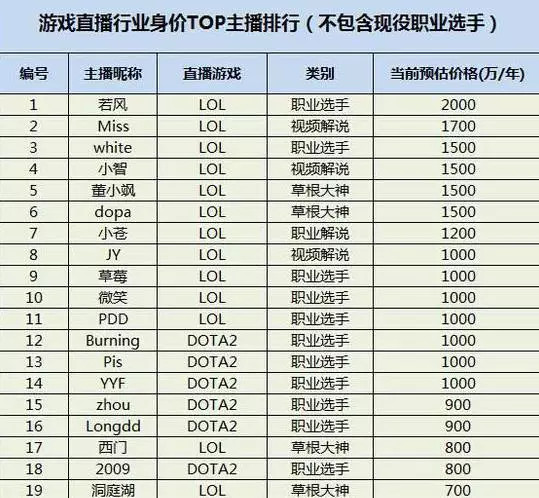 游戏直播行业身价TOP主播排行（不包含现役职业选手）
编号 主播昵称 直播游戏 类别 当前预估价格(万/年)
1 若风 LOL 职业选手 2000
2 Miss LOL 视频解说 1700
3 white LOL 职业选手 1500
4 小智 LOL 视频解说 1500
5 董小飒 LOL 草根大神 1500
6 dopa LOL 草根大神 1500
7 小苍 LOL 职业解说 1200
8 JY LOL 视频解说 1000
9 草莓 LOL 职业选手 1000
10 微笑 LOL 职业选手 1000
11 PDD LOL 职业选手 1000
12 Burning DOTA2 职业选手 1000
13 Pis DOTA2 职业选手 1000
14 YYF DOTA2 职业选手 1000
15 zhou DOTA2 职业选手 900
16 Longdd DOTA2 职业选手 900
17 西门 LOL 草根大神 800
18 2009 DOTA2 职业选手 800
19 洞庭湖 LOL 草根大神 700